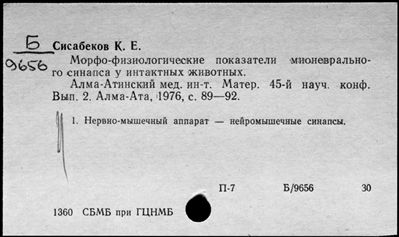 Б
9656
Сисабеков К. Е.
Морфо-физиологические показатели мионеврально-
го синапса у интактных животных.
Алма-Атинский мед. ин-т. Матер. 45-й науч. конф.
Вып. 2. Алма-Ата, 1976, с. 89—92.
1. Нервно-мышечный аппарат — нейромышечные синапсы.
П-7 Б/9656 30
1360 СБМБ при ГЦНМБ